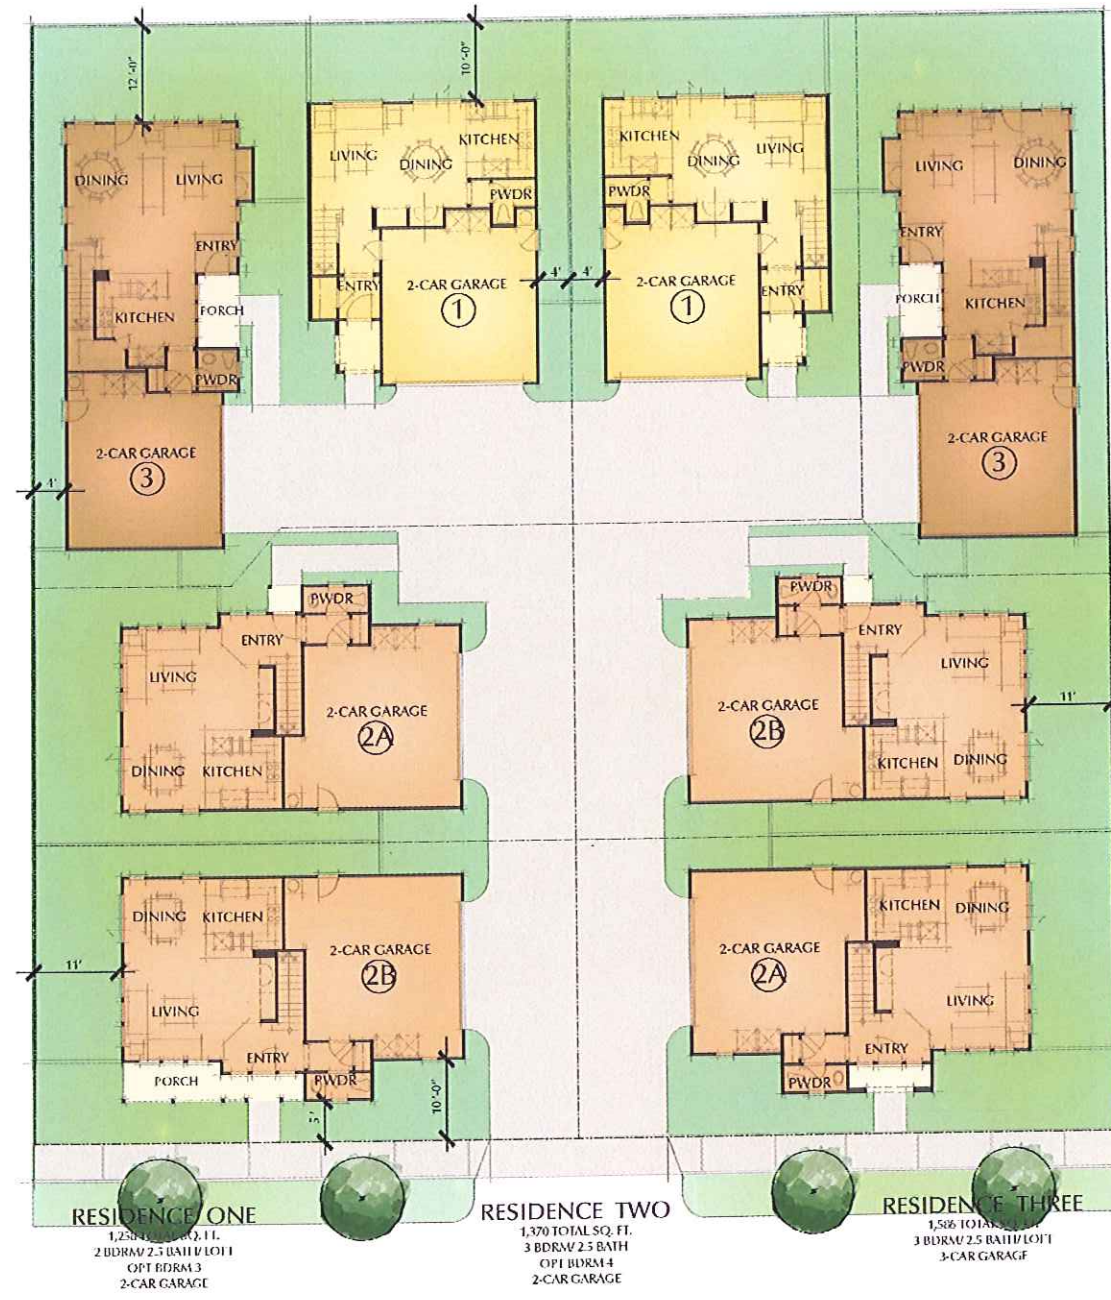 12'-0"
10'-0"
DINING LIVING
ENTRY
PORCH
KITCHEN
PWDR
2-CAR GARAGE
3
4'
LIVING DINING KITCHEN
PWDR
2-CAR GARAGE
1
ENTRY
4' 4'
KITCHEN DINING LIVING
PWDR
2-CAR GARAGE
1
ENTRY
LIVING DINING
ENTRY
PORCH
KITCHEN
PWDR
2-CAR GARAGE
3
PWDR
ENTRY
LIVING
2-CAR GARAGE
2A
DINING KITCHEN
PWDR
ENTRY
LIVING
2-CAR GARAGE
2B
KITCHEN DINING
11'
DINING KITCHEN
2-CAR GARAGE
2B
11'
LIVING
ENTRY
PORCH
PWDR
5'
10'-0"
KITCHEN DINING
2-CAR GARAGE
2A
LIVING
ENTRY
PWDR
RESIDENCE ONE
TOTAL SQ. FT.
2 BDRM/ 2.5 BATH/ LOFT
OPT BDRM 3
2-CAR GARAGE
RESIDENCE TWO
1,370 TOTAL SQ. FT.
3 BDRM/ 2.5 BATH
OPT BDRM 4
2-CAR GARAGE
RESIDENCE THREE
1,586 TOTAL
3 BDRM/ 2.5 BATH/ LOFT
3-CAR GARAGE